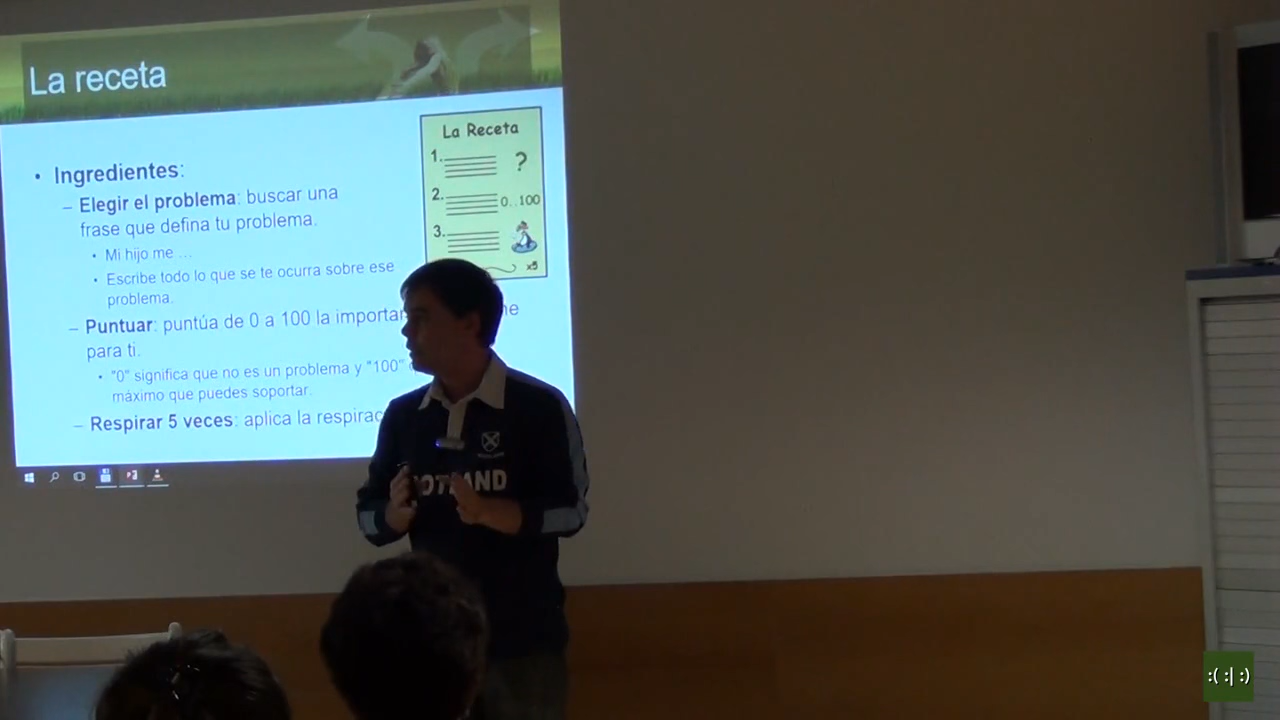 La receta
• Ingredientes:
– Elegir el problema: buscar una
frase que defina tu problema.
• Mi hijo me ...
• Escribe todo lo que se te ocurra sobre ese
problema.
– Puntuar: puntúa de 0 a 100 la
para ti.
• "0" significa que no es un problema y "100"
máximo que puedes soportar.
– Respirar 5 veces: aplica la
La Receta
1. ?
2. 0..100
3.
x5
:( :| :)